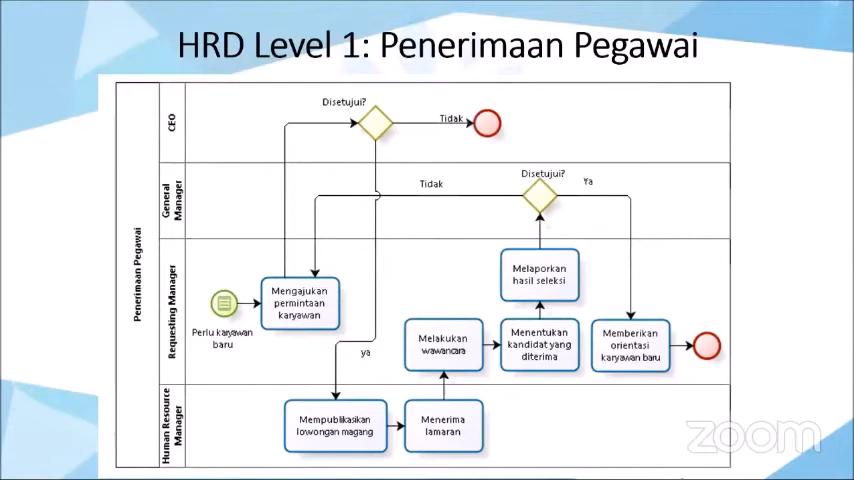 HRD Level 1: Penerimaan Pegawai
Penerimaan Pegawai
CEO
Disetujui?
Tidak
General
Manager
Tidak
Disetujui?
Ya
Requesting Manager
Perlu karyawan
baru
Mengajukan
permintaan
karyawan
ya
Melakukan
wawancara
Menentukan
kandidat yang
diterima
Melaporkan
hasil seleksi
Memberikan
orientasi
karyawan baru
Human Resource
Manager
Mempublikasikan
lowongan magang
Menerima
lamaran
zoom